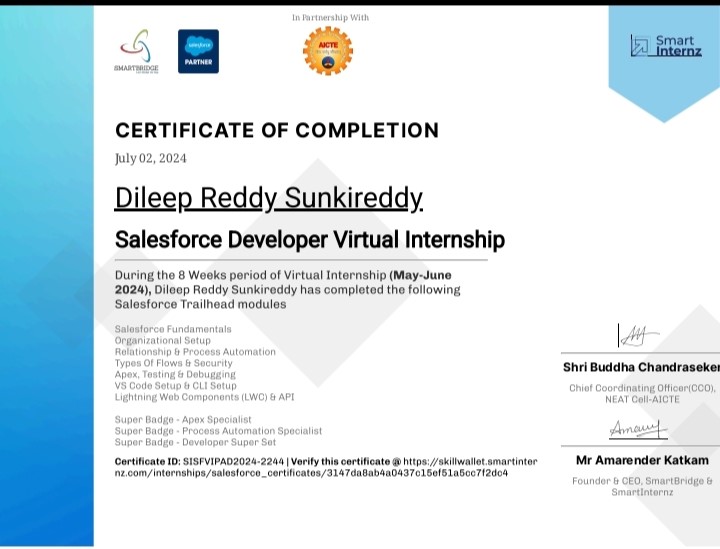 In Partnership With
SMARTBRIDGE
salesforce
PARTNER
AICTE
Smart
Internz
CERTIFICATE OF COMPLETION
July 02, 2024
Dileep Reddy Sunkireddy
Salesforce Developer Virtual Internship
During the 8 Weeks period of Virtual Internship (May-June
2024), Dileep Reddy Sunkireddy has completed the following
Salesforce Trailhead modules
Salesforce Fundamentals
Organizational Setup
Relationship & Process Automation
Types Of Flows & Security
Apex, Testing & Debugging
VS Code Setup & CLI Setup
Lightning Web Components (LWC) & API
Super Badge - Apex Specialist
Super Badge - Process Automation Specialist
Super Badge - Developer Super Set
Certificate ID: SISFVIPAD2024-2244 | Verify this certificate @ https://skillwallet.smartinter
nz.com/internships/salesforce_certificates/3147da8ab4a0437c15ef51a5cc7f2dc4
Shri Buddha Chandraseker
Chief Coordinating Officer(CCO),
NEAT Cell-AICTE
Mr Amarender Katkam
Founder & CEO, SmartBridge &
SmartInternz